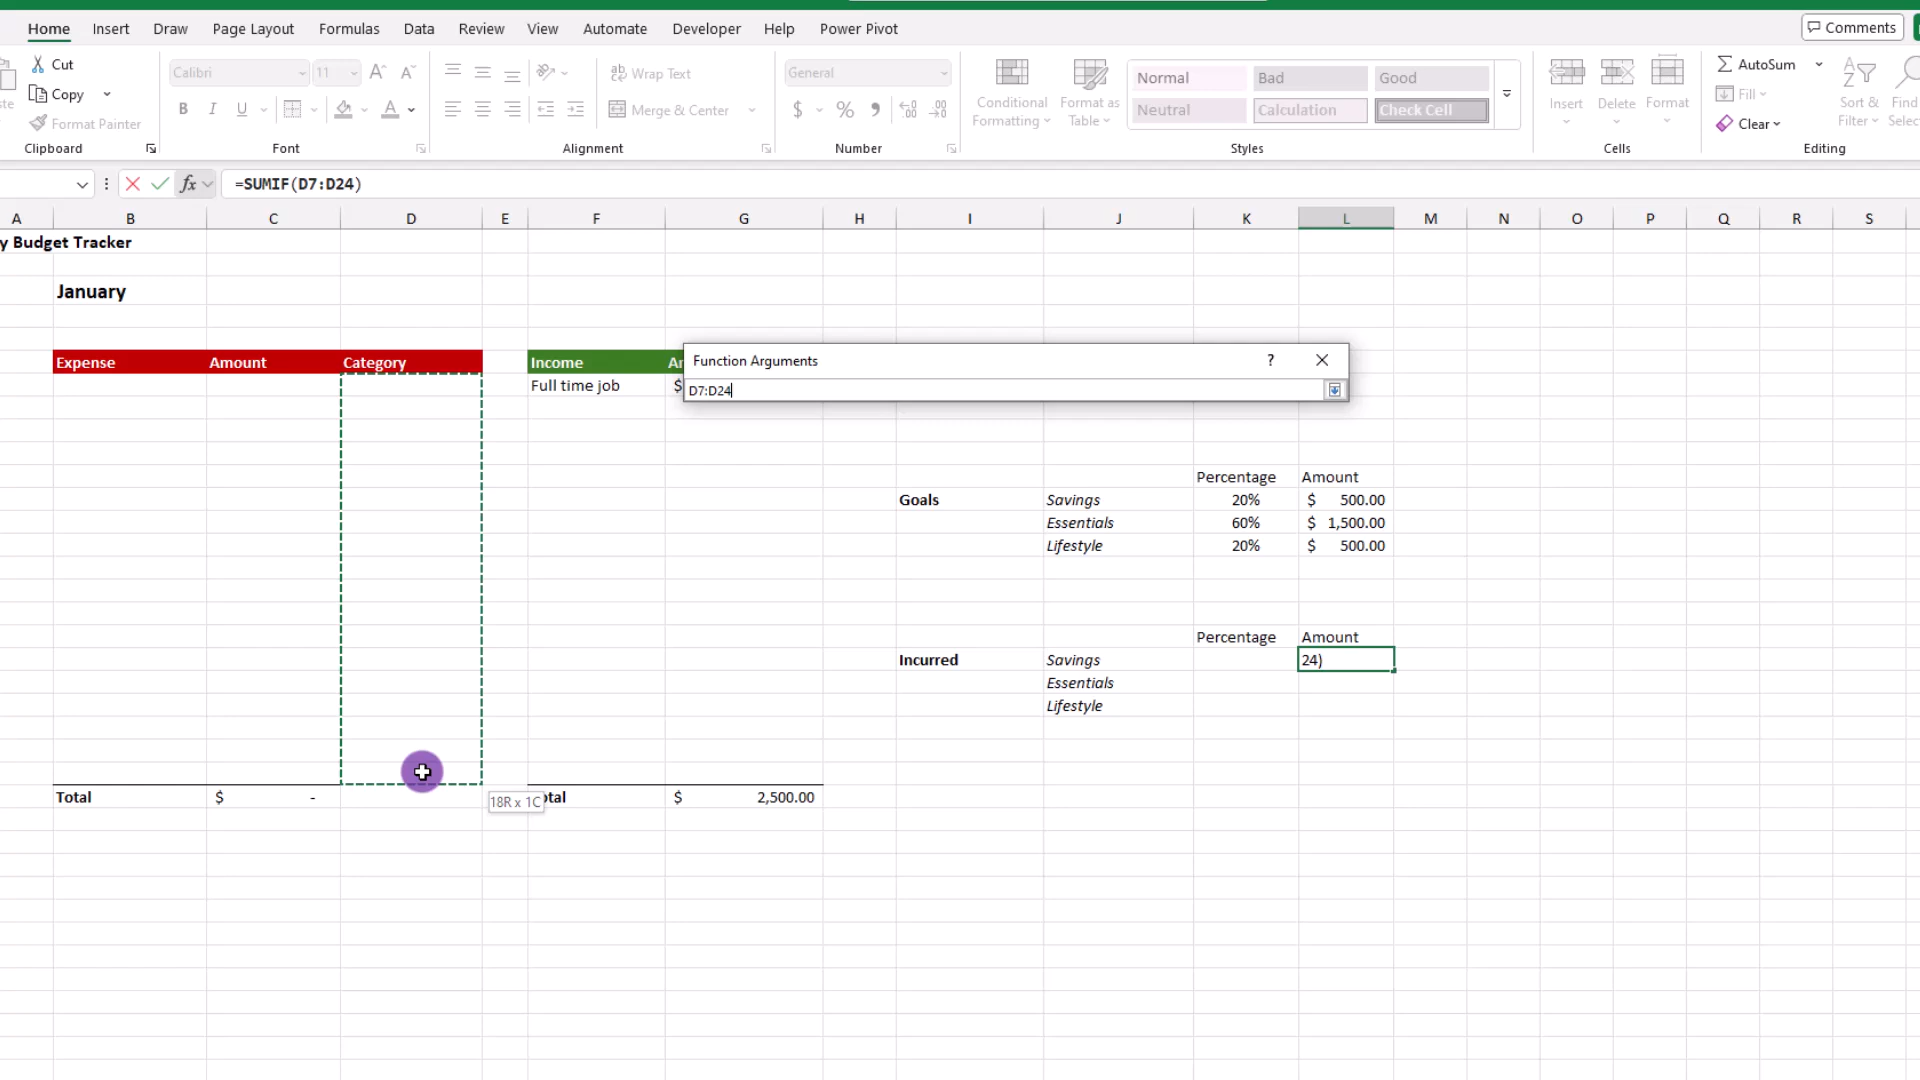 Home Insert Draw Page Layout Formulas Data Review View Automate Developer Help Power Pivot Comments
Cut
Copy
Format Painter
Clipboard
Calibri 11
B I U
Font
Wrap Text
Merge & Center
Alignment
General
$ %
Number
Conditional Formatting
Format as Table
Normal Bad Good
Neutral Calculation Check Cell
Styles
Insert Delete Format
Cells
AutoSum
Fill
Clear
Sort & Filter
Find
Editing
fx =SUMIF(D7:D24)
A B C D E F G H I J K L M N O P Q R S
y Budget Tracker
January
Expense Amount Category Income
Full time job $
Function Arguments ?
D7:D24
Percentage Amount
Goals Savings 20% $ 500.00
Essentials 60% $ 1,500.00
Lifestyle 20% $ 500.00
Percentage Amount
Incurred Savings 24)
Essentials
Lifestyle
Total $ - otal $ 2,500.00
18R x 1C